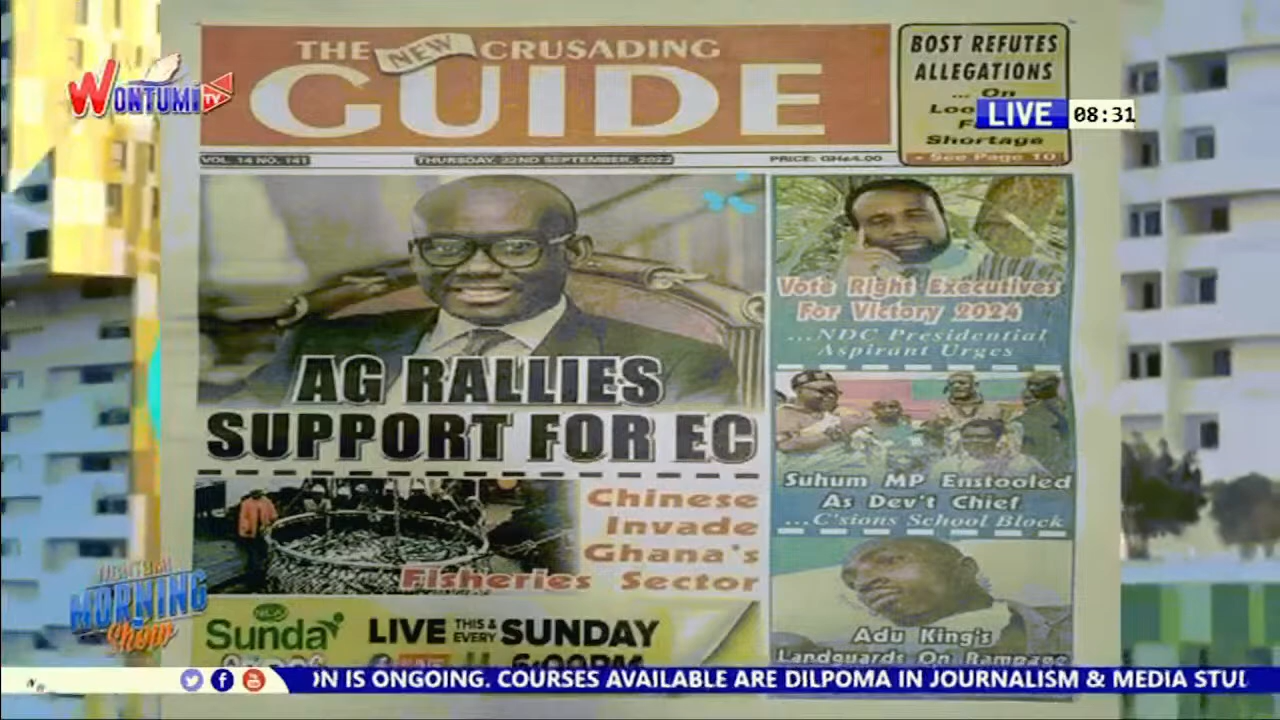 THE NEW CRUSADING
GUIDE
BOST REFUTES
ALLEGATIONS
... On
Shortage
• See Page 10
WONTUMI TV
LIVE 08:31
VOL. 14 NO. 141
THURSDAY, 22ND SEPTEMBER, 2022
PRICE: GH¢4.00
AG RALLIES
SUPPORT FOR EC
Vote Right Executives
For Victory 2024
...NDC Presidential
Aspirant Urges
Suhum MP Enstooled
As Dev't Chief
...C'sions School Block
Chinese
Invade
Ghana's
Fisheries Sector
Adu King's
Landguards On Rampage
Sunda
LIVE THIS & EVERY SUNDAY
6:00PM
MORNING
Show
N IS ONGOING. COURSES AVAILABLE ARE DILPOMA IN JOURNALISM & MEDIA STU